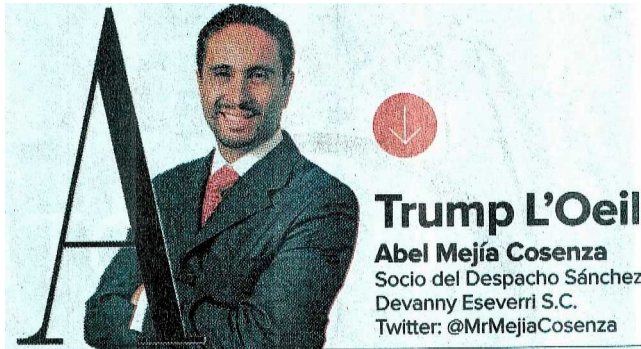 A
Trump L'Oeil
Abel Mejía Cosenza
Socio del Despacho Sánchez
Devanny Eseverri S.C.
Twitter: @MrMejiaCosenza